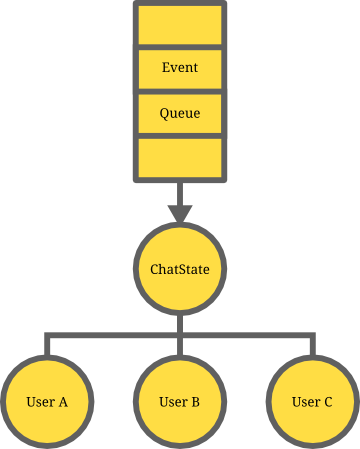 Event
Queue
ChatState
User A
User B
User C